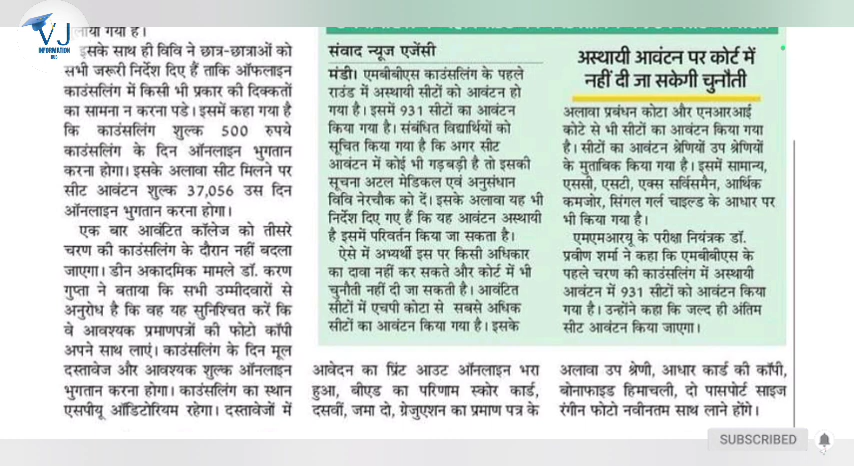 VJ
INFORMATION
HUB
इसके साथ ही विवि ने छात्र-छात्राओं को
सभी जरूरी निर्देश दिए हैं ताकि ऑफलाइन
काउंसलिंग में किसी भी प्रकार की दिक्कतों
का सामना न करना पडे। इसमें कहा गया है
कि काउंसलिंग शुल्क 500 रुपये
काउंसलिंग के दिन ऑनलाइन भुगतान
करना होगा। इसके अलावा सीट मिलने पर
सीट आवंटन शुल्क 37,056 उस दिन
ऑनलाइन भुगतान करना होगा।
एक बार आवंटित कॉलेज को तीसरे
चरण की काउंसलिंग के दौरान नहीं बदला
जाएगा। डीन अकादमिक मामले डॉ. करण
गुप्ता ने बताया कि सभी उम्मीदवारों से
अनुरोध है कि वह यह सुनिश्चित करें कि
वे आवश्यक प्रमाणपत्रों की फोटो कॉपी
अपने साथ लाएं। काउंसलिंग के दिन मूल
दस्तावेज और आवश्यक शुल्क ऑनलाइन
भुगतान करना होगा। काउंसलिंग का स्थान
एसपीयू ऑडिटोरियम रहेगा। दस्तावेजों में
संवाद न्यूज एजेंसी
मंडी। एमबीबीएस काउंसलिंग के पहले
राउंड में अस्थायी सीटों को आवंटन हो
गया है। इसमें 931 सीटों का आवंटन
किया गया है। संबंधित विद्यार्थियों को
सूचित किया गया है कि अगर सीट
आवंटन में कोई भी गड़बड़ी है तो इसकी
सूचना अटल मेडिकल एवं अनुसंधान
विवि नेरचौक को दें। इसके अलावा यह भी
निर्देश दिए गए हैं कि यह आवंटन अस्थायी
है इसमें परिवर्तन किया जा सकता है।
ऐसे में अभ्यर्थी इस पर किसी अधिकार
का दावा नहीं कर सकते और कोर्ट में भी
चुनौती नहीं दी जा सकती है। आवंटित
सीटों में एचपी कोटा से सबसे अधिक
सीटों का आवंटन किया गया है। इसके
अस्थायी आवंटन पर कोर्ट में
नहीं दी जा सकेगी चुनौती
अलावा प्रबंधन कोटा और एनआरआई
कोटे से भी सीटों का आवंटन किया गया
है। सीटों का आवंटन श्रेणियों उप श्रेणियों
के मुताबिक किया गया है। इसमें सामान्य,
एससी, एसटी, एक्स सर्विसमैन, आर्थिक
कमजोर, सिंगल गर्ल चाइल्ड के आधार पर
भी किया गया है।
एमएमआरयू के परीक्षा नियंत्रक डॉ.
प्रवीण शर्मा ने कहा कि एमबीबीएस के
पहले चरण की काउंसलिंग में अस्थायी
आवंटन में 931 सीटों को आवंटन किया
गया है। उन्होंने कहा कि जल्द ही अंतिम
सीट आवंटन किया जाएगा।
आवेदन का प्रिंट आउट ऑनलाइन भरा
हुआ, बीएड का परिणाम स्कोर कार्ड,
दसवीं, जमा दो, ग्रेजुएशन का प्रमाण पत्र के
अलावा उप श्रेणी, आधार कार्ड की कॉपी,
बोनाफाइड हिमाचली, दो पासपोर्ट साइज
रंगीन फोटो नवीनतम साथ लाने होंगे।
SUBSCRIBED